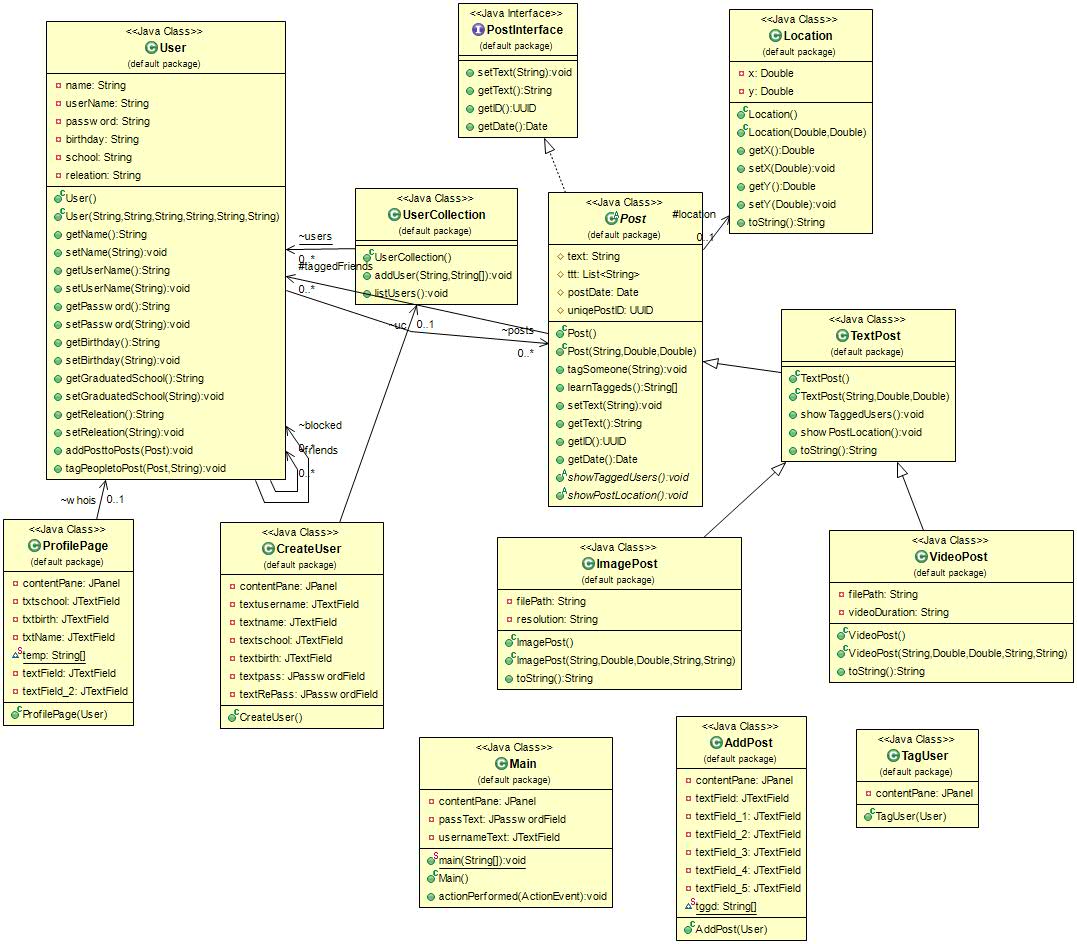 <<Java Class>>
User
(default package)
name: String
userName: String
password: String
birthday: String
school: String
releation: String
User()
User(String,String,String,String,String,String)
getName():String
setName(String):void
getUserName():String
setUserName(String):void
getPassword():String
setPassword(String):void
getBirthday():String
setBirthday(String):void
getGraduatedSchool():String
setGraduatedSchool(String):void
getReleation():String
setReleation(String):void
addPosttoPosts(Post):void
tagPeopletoPost(Post,String):void
<<Java Interface>>
PostInterface
(default package)
setText(String):void
getText():String
getID():UUID
getDate():Date
<<Java Class>>
Location
(default package)
x: Double
y: Double
Location()
Location(Double,Double)
getX():Double
setX(Double):void
getY():Double
setY(Double):void
toString():String
<<Java Class>>
UserCollection
(default package)
UserCollection()
addUser(String,String[]):void
listUsers():void
~users
0..*
#taggedFriends
0..*
~uc
0..1
~posts
0..*
#location
0..1
<<Java Class>>
Post
(default package)
text: String
ttt: List<String>
postDate: Date
uniqePostID: UUID
Post()
Post(String,Double,Double)
tagSomeone(String):void
learnTaggeds():String[]
setText(String):void
getText():String
getID():UUID
getDate():Date
showTaggedUsers():void
showPostLocation():void
<<Java Class>>
TextPost
(default package)
TextPost()
TextPost(String,Double,Double)
showTaggedUsers():void
showPostLocation():void
toString():String
~blocked
0..*
~friends
0..*
~whois
0..1
<<Java Class>>
ProfilePage
(default package)
contentPane: JPanel
txtschool: JTextField
txtbirth: JTextField
txtName: JTextField
temp: String[]
textField: JTextField
textField_2: JTextField
ProfilePage(User)
<<Java Class>>
CreateUser
(default package)
contentPane: JPanel
textusername: JTextField
textname: JTextField
textschool: JTextField
textbirth: JTextField
textpass: JPasswordField
textRePass: JPasswordField
CreateUser()
<<Java Class>>
ImagePost
(default package)
filePath: String
resolution: String
ImagePost()
ImagePost(String,Double,Double,String,String)
toString():String
<<Java Class>>
VideoPost
(default package)
filePath: String
videoDuration: String
VideoPost()
VideoPost(String,Double,Double,String,String)
toString():String
<<Java Class>>
Main
(default package)
contentPane: JPanel
passText: JPasswordField
usernameText: JTextField
main(String[]):void
Main()
actionPerformed(ActionEvent):void
<<Java Class>>
AddPost
(default package)
contentPane: JPanel
textField: JTextField
textField_1: JTextField
textField_2: JTextField
textField_3: JTextField
textField_4: JTextField
textField_5: JTextField
tggd: String[]
AddPost(User)
<<Java Class>>
TagUser
(default package)
contentPane: JPanel
TagUser(User)